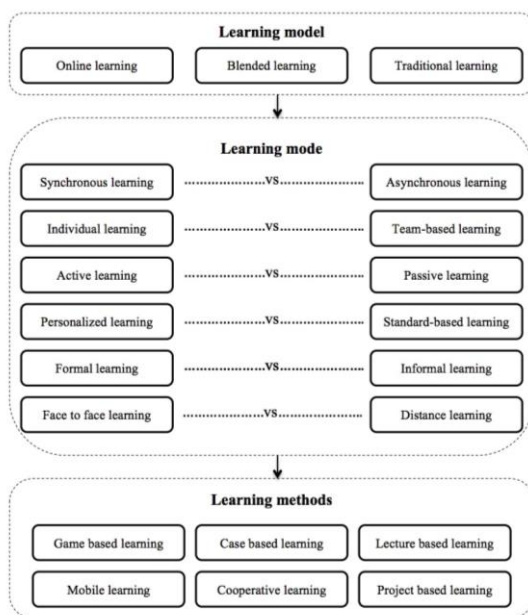 Learning model
Online learning Blended learning Traditional learning
Learning mode
Synchronous learning ......................vs...................... Asynchronous learning
Individual learning ......................vs...................... Team-based learning
Active learning ......................vs...................... Passive learning
Personalized learning ......................vs...................... Standard-based learning
Formal learning ......................vs...................... Informal learning
Face to face learning ......................vs...................... Distance learning
Learning methods
Game based learning Case based learning Lecture based learning
Mobile learning Cooperative learning Project based learning